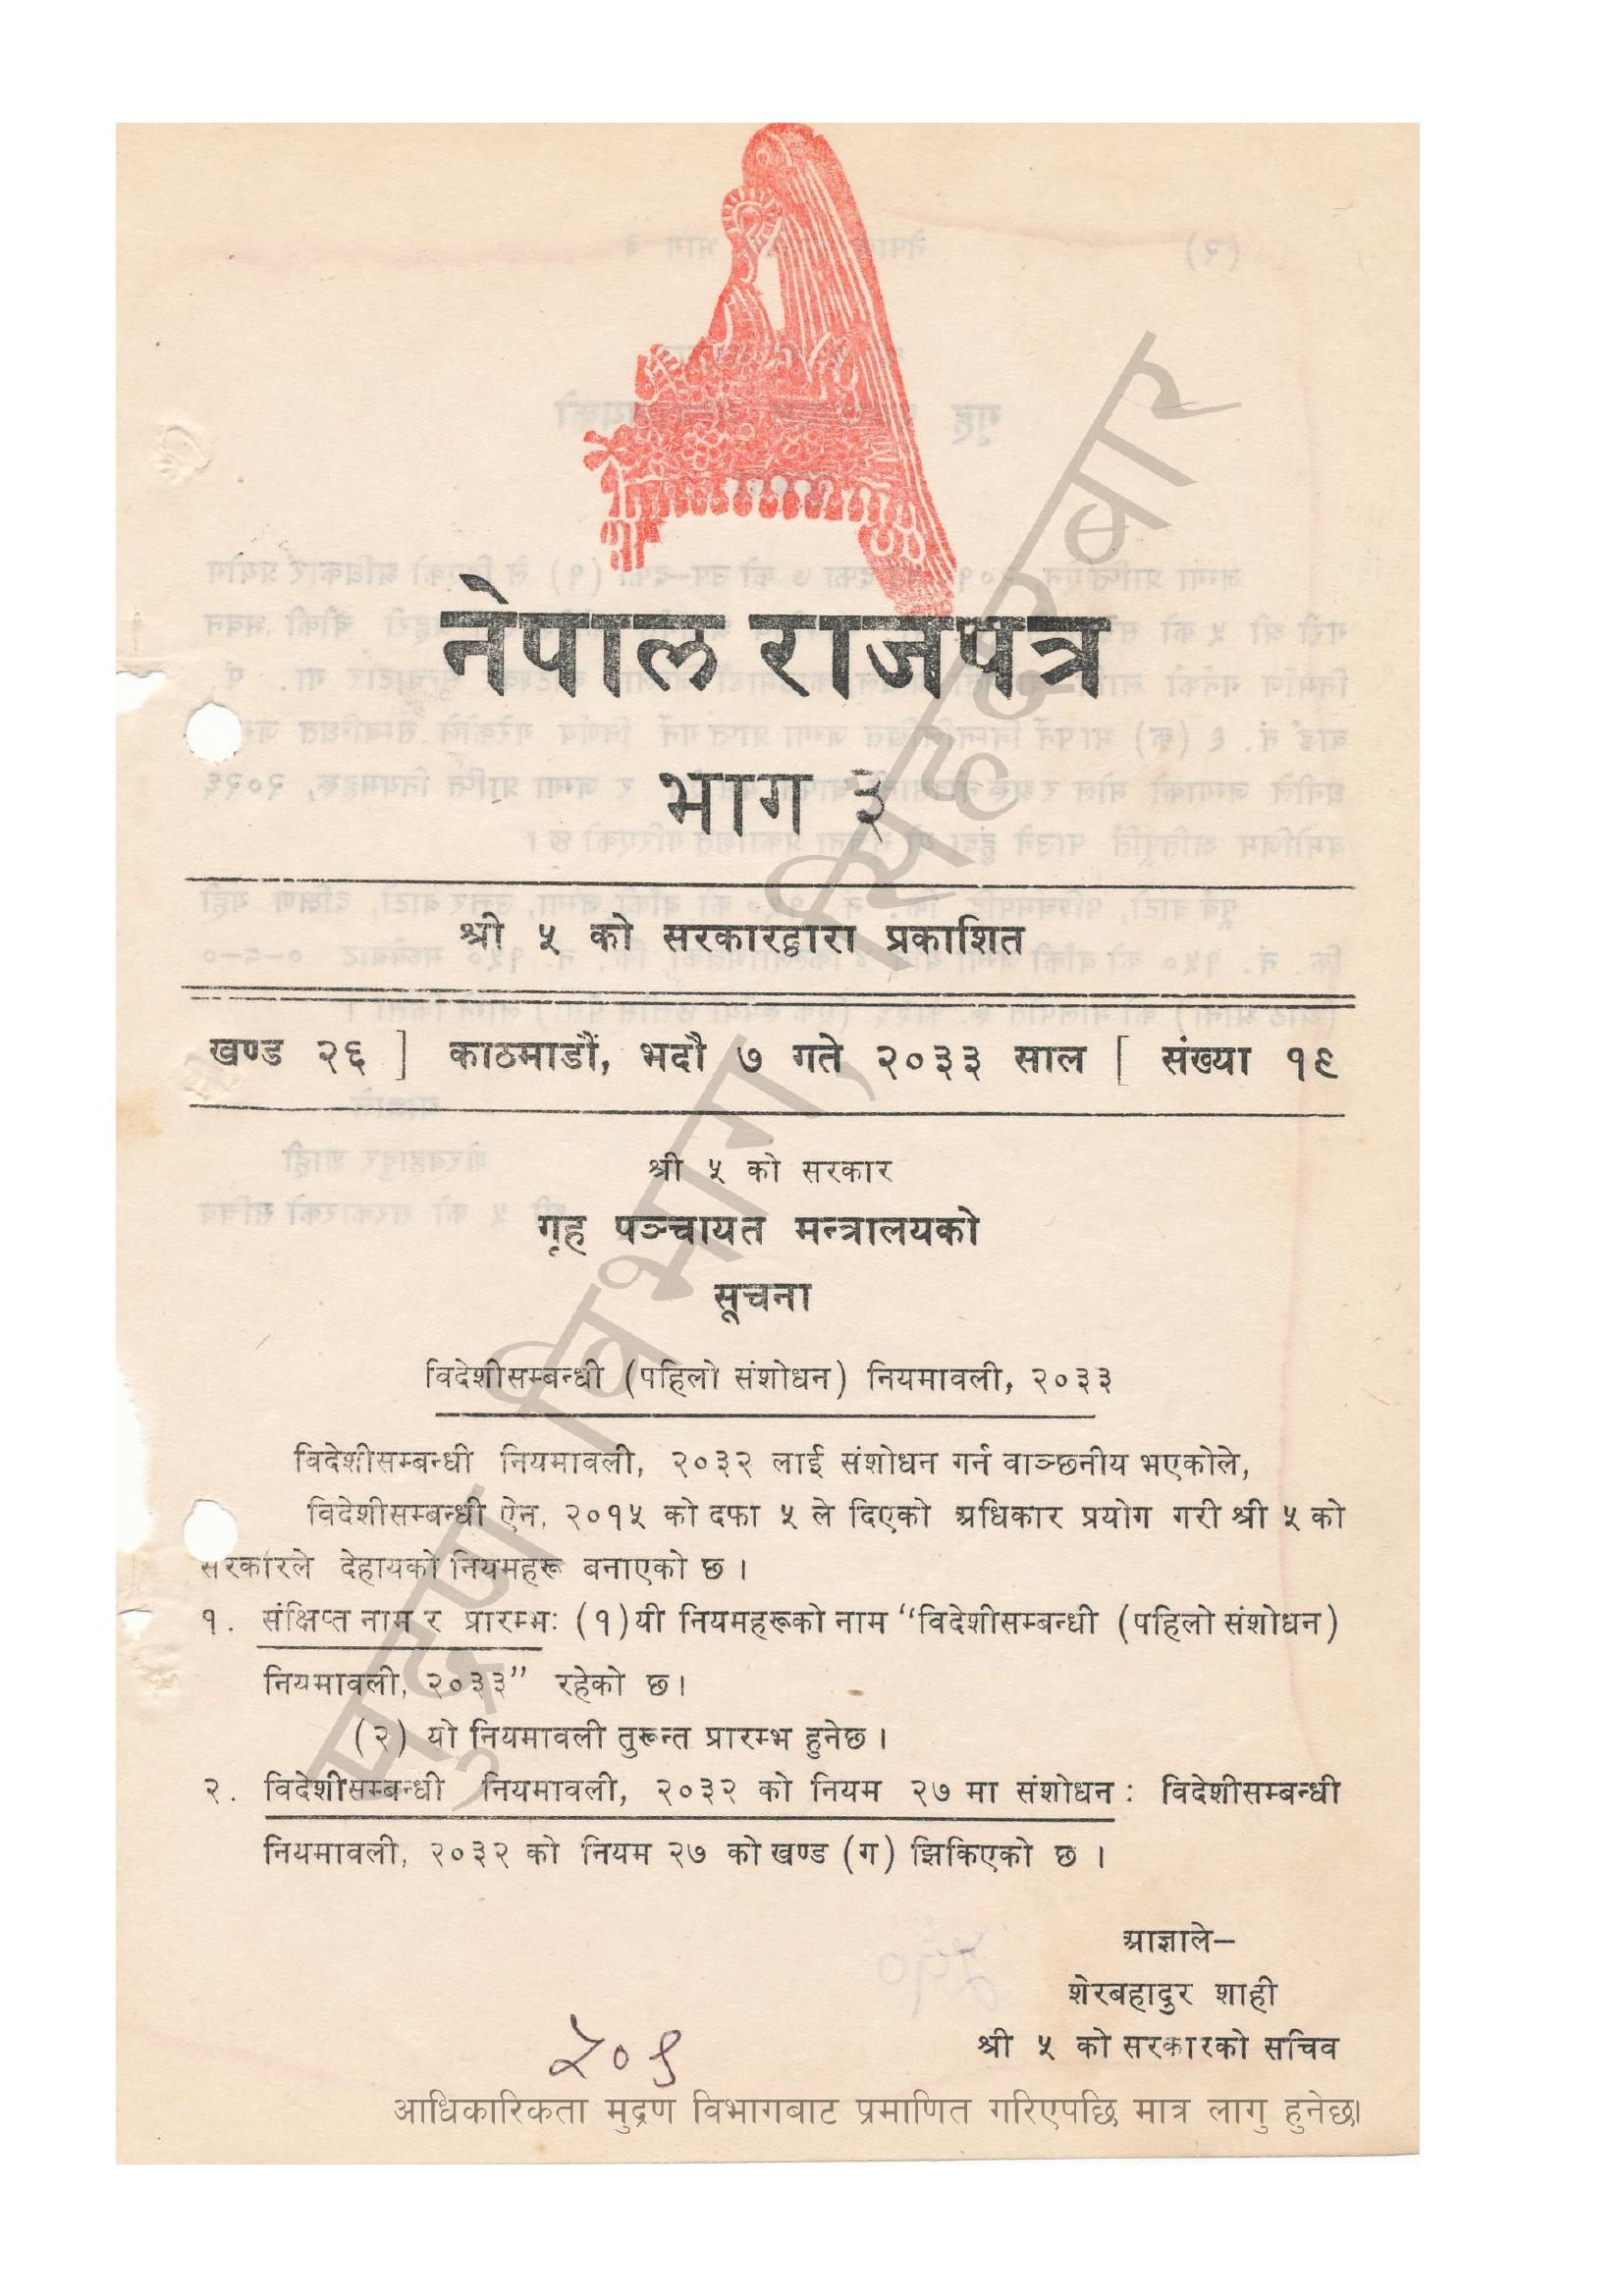 नेपाल राजपत्र
भाग ३
श्री ५ को सरकारद्वारा प्रकाशित
खण्ड २६ ] काठमाडौं, भदौ ७ गते २०३३ साल [ संख्या १९
श्री ५ को सरकार
गृह पञ्चायत मन्त्रालयको
सूचना
विदेशीसम्बन्धी (पहिलो संशोधन) नियमावली, २०३३
विदेशीसम्बन्धी नियमावली, २०३२ लाई संशोधन गर्न वाञ्छनीय भएकोले,
विदेशीसम्बन्धी ऐन, २०१५ को दफा ५ ले दिएको अधिकार प्रयोग गरी श्री ५ को
सरकारले देहायको नियमहरू बनाएको छ ।
१. संक्षिप्त नाम र प्रारम्भ: (१) यी नियमहरूको नाम “विदेशीसम्बन्धी (पहिलो संशोधन)
नियमावली, २०३३” रहेको छ ।
(२) यो नियमावली तुरून्त प्रारम्भ हुनेछ ।
२. विदेशीसम्बन्धी नियमावली, २०३२ को नियम २७ मा संशोधन : विदेशीसम्बन्धी
नियमावली, २०३२ को नियम २७ को खण्ड (ग) झिकिएको छ ।
आज्ञाले–
शेरबहादुर शाही
श्री ५ को सरकारको सचिव
५०९
आधिकारिकता मुद्रण विभागबाट प्रमाणित गरिएपछि मात्र लागु हुनेछ।
मुद्रण विभाग, सिंहदरबार